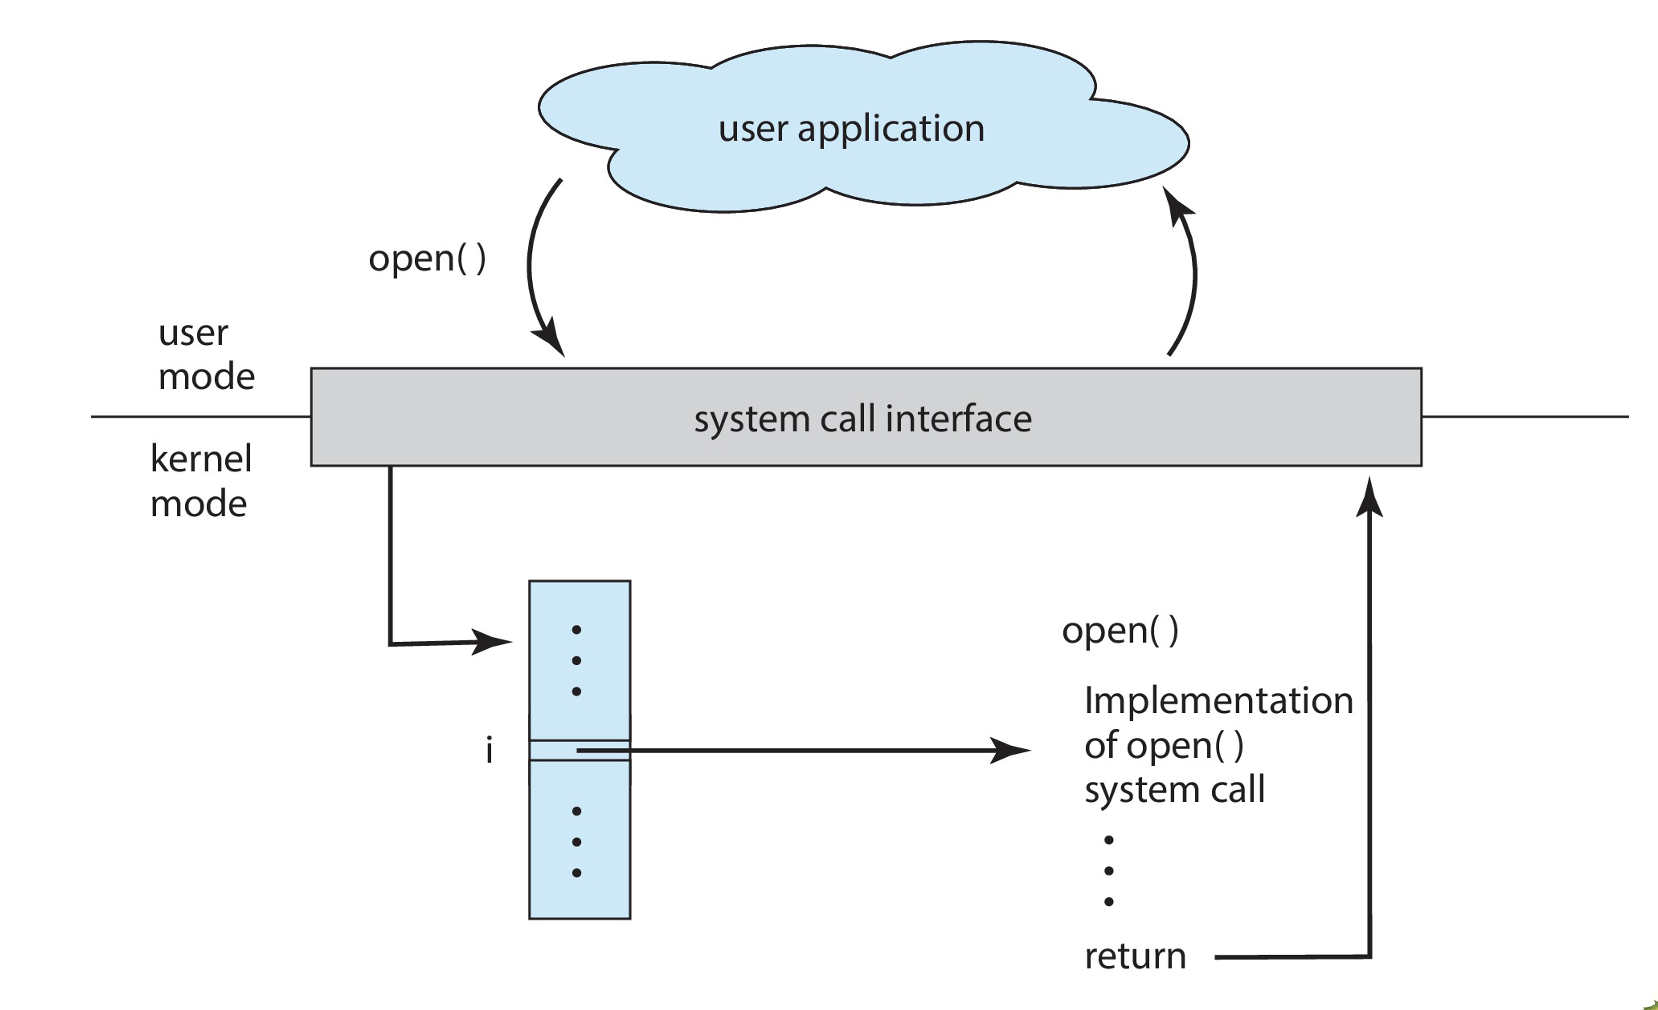 user application
open( )
user
mode
system call interface
kernel
mode
open( )
Implementation
of open( )
system call
i
return